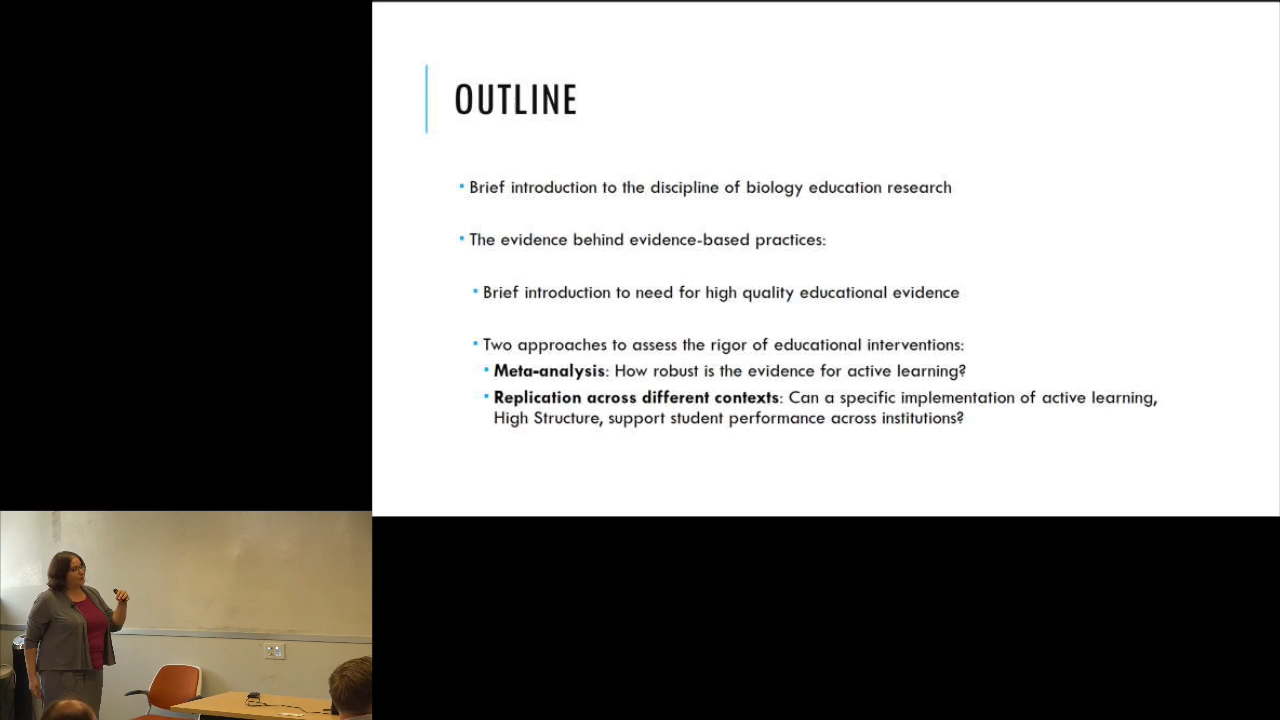 OUTLINE
▪ Brief introduction to the discipline of biology education research
▪ The evidence behind evidence-based practices:
▪ Brief introduction to need for high quality educational evidence
▪ Two approaches to assess the rigor of educational interventions:
▪ Meta-analysis: How robust is the evidence for active learning?
▪ Replication across different contexts: Can a specific implementation of active learning,
High Structure, support student performance across institutions?